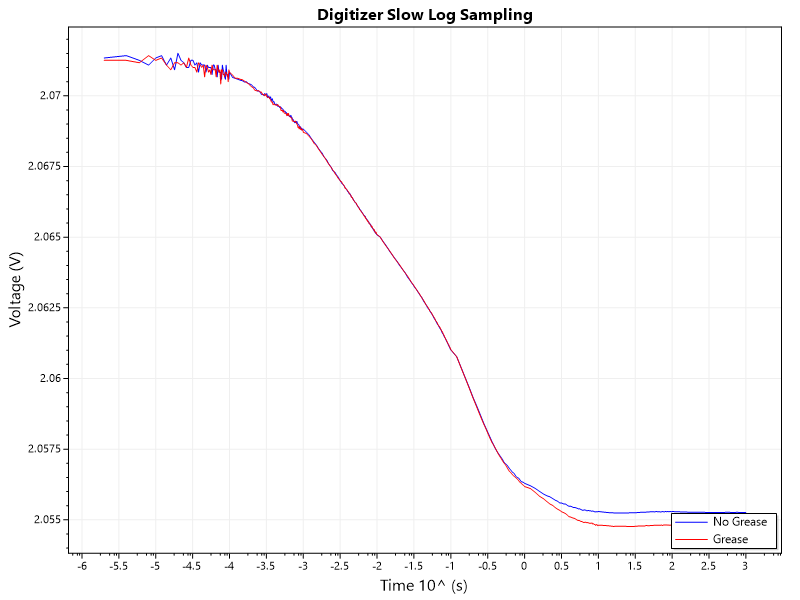 Digitizer Slow Log Sampling
Voltage (V)
2.07
2.0675
2.065
2.0625
2.06
2.0575
2.055
No Grease
Grease
-6 -5.5 -5 -4.5 -4 -3.5 -3 -2.5 -2 -1.5 -1 -0.5 0 0.5 1 1.5 2 2.5 3
Time 10^ (s)